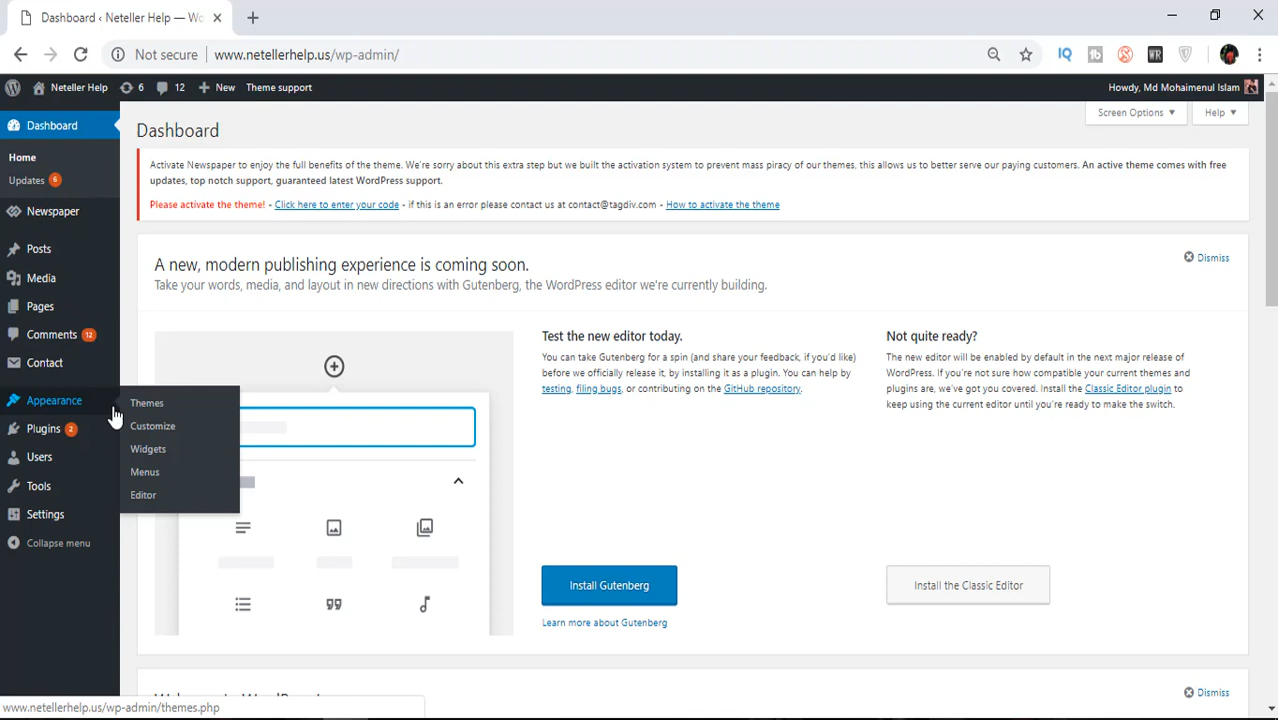 Dashboard ‹ Neteller Help — Wo
Not secure
www.netellerhelp.us/wp-admin/
IQ
tb
WR
Neteller Help
6
12
New
Theme support
Howdy, Md Mohaimenul Islam
Dashboard
Home
Updates 6
Newspaper
Posts
Media
Pages
Comments 12
Contact
Appearance
Plugins 2
Users
Tools
Settings
Collapse menu
Themes
Customize
Widgets
Menus
Editor
Dashboard
Screen Options
Help
Activate Newspaper to enjoy the full benefits of the theme. We're sorry about this extra step but we built the activation system to prevent mass piracy of our themes, this allows us to better serve our paying customers. An active theme comes with free
updates, top notch support, guaranteed latest WordPress support.
Please activate the theme! - Click here to enter your code - if this is an error please contact us at contact@tagdiv.com - How to activate the theme
A new, modern publishing experience is coming soon.
Dismiss
Take your words, media, and layout in new directions with Gutenberg, the WordPress editor we're currently building.
Test the new editor today.
You can take Gutenberg for a spin (and share your feedback, if you'd like)
before we officially release it, by installing it as a plugin. You can help by
testing, filing bugs, or contributing on the GitHub repository.
Install Gutenberg
Learn more about Gutenberg
Not quite ready?
The new editor will be enabled by default in the next major release of
WordPress. If you're not sure how compatible your current themes and
plugins are, we've got you covered. Install the Classic Editor plugin to
keep using the current editor until you're ready to make the switch.
Install the Classic Editor
Dismiss
www.netellerhelp.us/wp-admin/themes.php